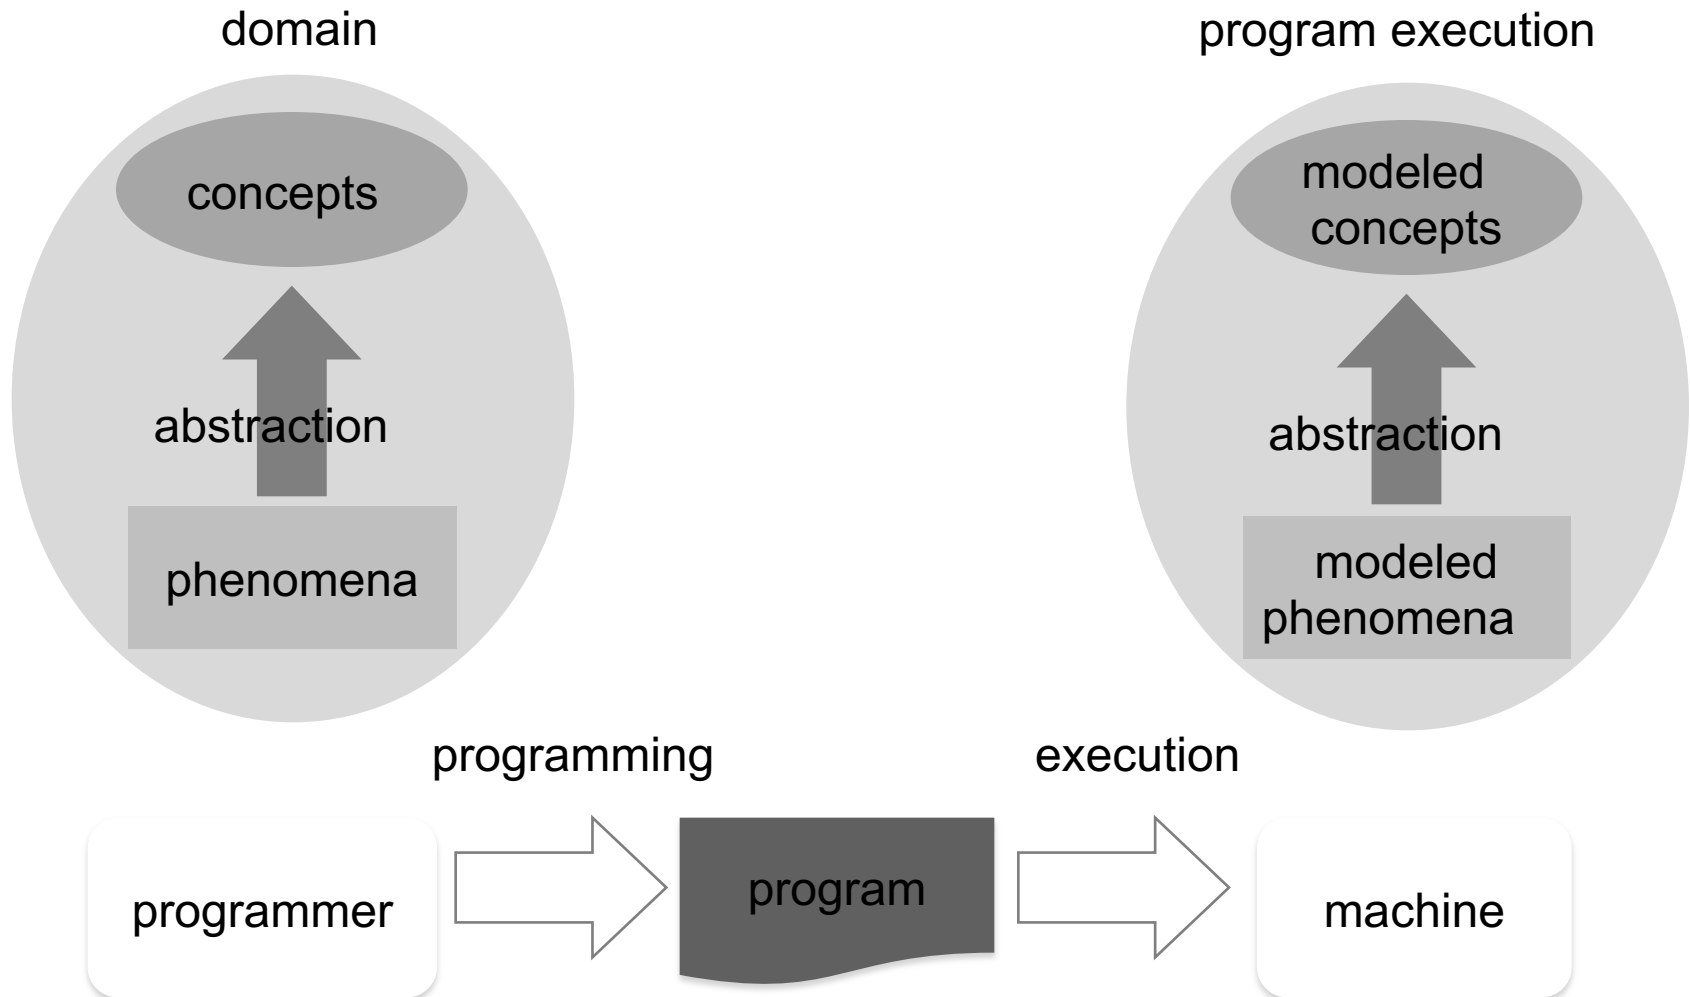 domain
program execution
concepts
modeled
concepts
abstraction
abstraction
phenomena
modeled
phenomena
programming
execution
programmer
program
machine